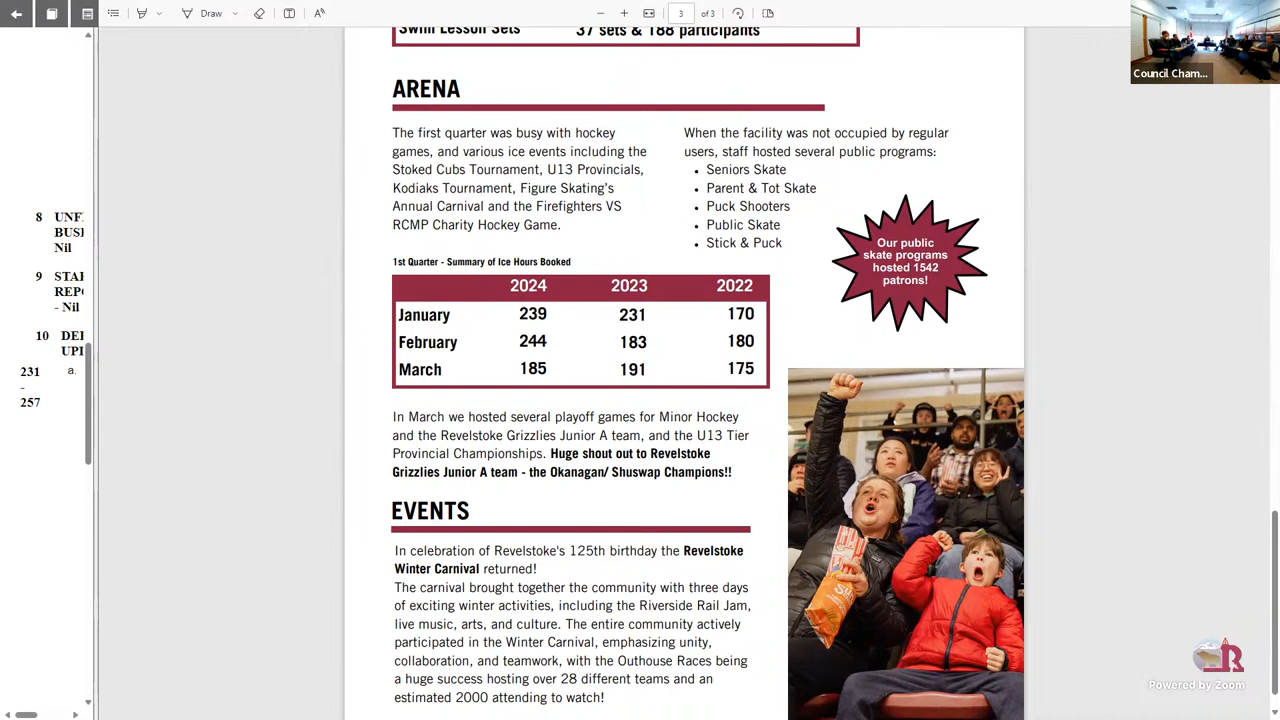 Draw
3
of 3
Council Cham...
8 UNF
BUSI
Nil
9 STA
REP
- Nil
10 DEI
UPI
231
a.
-
257
Swim Lesson Sets 37 sets & 188 participants
ARENA
The first quarter was busy with hockey
games, and various ice events including the
Stoked Cubs Tournament, U13 Provincials,
Kodiaks Tournament, Figure Skating's
Annual Carnival and the Firefighters VS
RCMP Charity Hockey Game.
When the facility was not occupied by regular
users, staff hosted several public programs:
• Seniors Skate
• Parent & Tot Skate
• Puck Shooters
• Public Skate
• Stick & Puck
Our public
skate programs
hosted 1542
patrons!
1st Quarter - Summary of Ice Hours Booked
2024 2023 2022
January 239 231 170
February 244 183 180
March 185 191 175
In March we hosted several playoff games for Minor Hockey
and the Revelstoke Grizzlies Junior A team, and the U13 Tier
Provincial Championships. Huge shout out to Revelstoke
Grizzlies Junior A team - the Okanagan/ Shuswap Champions!!
EVENTS
In celebration of Revelstoke's 125th birthday the Revelstoke
Winter Carnival returned!
The carnival brought together the community with three days
of exciting winter activities, including the Riverside Rail Jam,
live music, arts, and culture. The entire community actively
participated in the Winter Carnival, emphasizing unity,
collaboration, and teamwork, with the Outhouse Races being
a huge success hosting over 28 different teams and an
estimated 2000 attending to watch!
R
Powered by Zoom